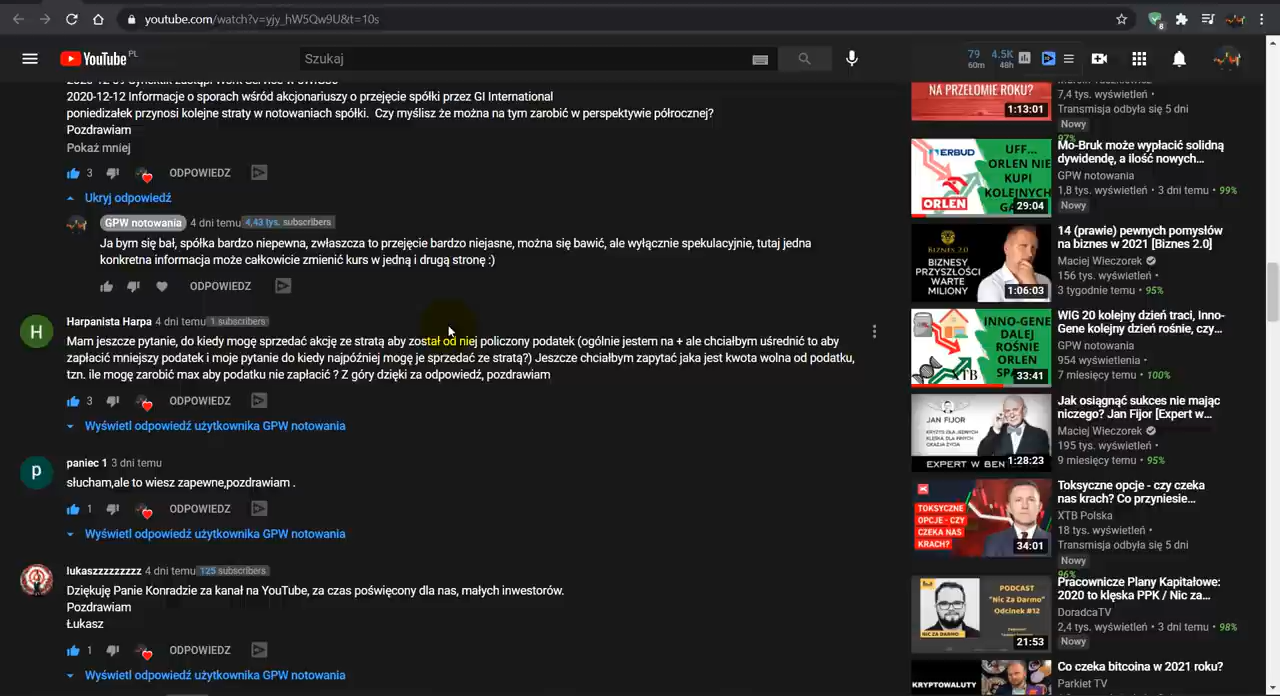 youtube.com/watch?v=yjy_hW5Qw9U&t=10s
6
YouTube PL
Szukaj
79 4,5K
60m 48h
2020-12-12 Informacje o sporach wśród akcjonariuszy o przejęcie spółki przez GI International
poniedizałek przynosi kolejne straty w notowaniach spółki. Czy myślisz że można na tym zarobić w perspektywie półrocznej?
Pozdrawiam
Pokaż mniej
3 ODPOWIEDZ
Ukryj odpowiedź
GPW notowania 4 dni temu 4,43 tyś. subscribers
Ja bym się bał, spółka bardzo niepewna, zwłaszcza to przejęcie bardzo niejasne, można się bawić, ale wyłącznie spekulacyjnie, tutaj jedna
konkretna informacja może całkowicie zmienić kurs w jedną i drugą stronę :)
ODPOWIEDZ
H
Harpanista Harpa 4 dni temu 1 subscribers
Mam jeszcze pytanie, do kiedy mogę sprzedać akcję ze stratą aby został od niej policzony podatek (ogólnie jestem na + ale chciałbym uśrednić to aby
zapłacić mniejszy podatek i moje pytanie do kiedy najpóźniej mogę je sprzedać ze stratą?) Jeszcze chciałbym zapytać jaka jest kwota wolna od podatku,
tzn. ile mogę zarobić max aby podatku nie zapłacić ? Z góry dzięki za odpowiedź, pozdrawiam
3 ODPOWIEDZ
Wyświetl odpowiedź użytkownika GPW notowania
p
paniec 1 3 dni temu
słucham,ale to wiesz zapewne,pozdrawiam .
1 ODPOWIEDZ
Wyświetl odpowiedź użytkownika GPW notowania
lukaszzzzzzzzz 4 dni temu 125 subscribers
Dziękuję Panie Konradzie za kanał na YouTube, za czas poświęcony dla nas, małych inwestorów.
Pozdrawiam
Łukasz
1 ODPOWIEDZ
Wyświetl odpowiedź użytkownika GPW notowania
NA PRZEŁOMIE ROKU?
1:13:01
7,4 tys. wyświetleń •
Transmisja odbyła się 5 dni
Nowy
97%
ERBUD
UFF...
ORLEN NIE
KUPI
KOLEJNYCH
ORLEN
29:04
Mo-Bruk może wypłacić solidną
dywidendę, a ilość nowych...
GPW notowania
1,8 tys. wyświetleń • 3 dni temu • 99%
Nowy
BIZNES 2.0
BIZNESY
PRZYSZŁOŚCI
WARTE
MILIONY
1:06:03
14 (prawie) pewnych pomysłów
na biznes w 2021 [Biznes 2.0]
Maciej Wieczorek
156 tys. wyświetleń •
3 tygodnie temu • 95%
INNO-GENE
DALEJ
ROŚNIE
ORLEN
XTB
33:41
WIG 20 kolejny dzień traci, Inno-
Gene kolejny dzień rośnie, czy...
GPW notowania
954 wyświetlenia •
7 miesięcy temu • 100%
JAN FIJOR
EXPERT W BEN
1:28:23
Jak osiągnąć sukces nie mając
niczego? Jan Fijor [Expert w...
Maciej Wieczorek
195 tys. wyświetleń •
9 miesięcy temu • 95%
TOKSYCZNE
OPCJE - CZY
CZEKA NAS
KRACH?
34:01
Toksyczne opcje - czy czeka
nas krach? Co przyniesie...
XTB Polska
18 tys. wyświetleń •
Transmisja odbyła się 5 dni
Nowy
96%
PODCAST
"Nic Za Darmo"
Odcinek #12
NIC ZA DARMO
21:53
Pracownicze Plany Kapitałowe:
2020 to klęska PPK / Nic za...
DoradcaTV
2,4 tys. wyświetleń • 3 dni temu • 98%
Nowy
KRYPTOWALUTY
Co czeka bitcoina w 2021 roku?
Parkiet TV